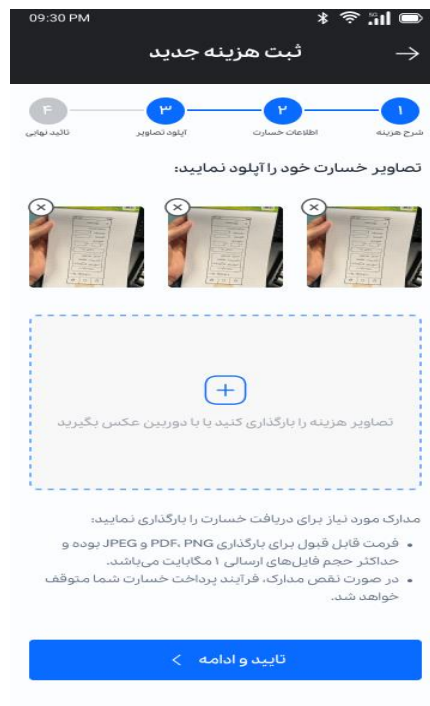 09:30 PM
5G
ثبت هزینه جدید
۱
۲
۳
۴
شرح هزینه
اطلاعات خسارت
آپلود تصاویر
تائید نهایی
تصاویر خسارت خود را آپلود نمایید:
تصاویر هزینه را بارگذاری کنید یا با دوربین عکس بگیرید
مدارک مورد نیاز برای دریافت خسارت را بارگذاری نمایید:
• فرمت قابل قبول برای بارگذاری PDF، PNG و JPEG بوده و
حداکثر حجم فایل‌های ارسالی ۱ مگابایت می‌باشد.
• در صورت نقص مدارک، فرآیند پرداخت خسارت شما متوقف
خواهد شد.
تایید و ادامه